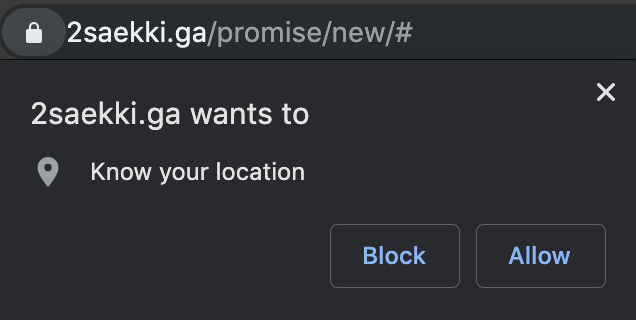 2saekki.ga/promise/new/#
2saekki.ga wants to
Know your location
Block Allow